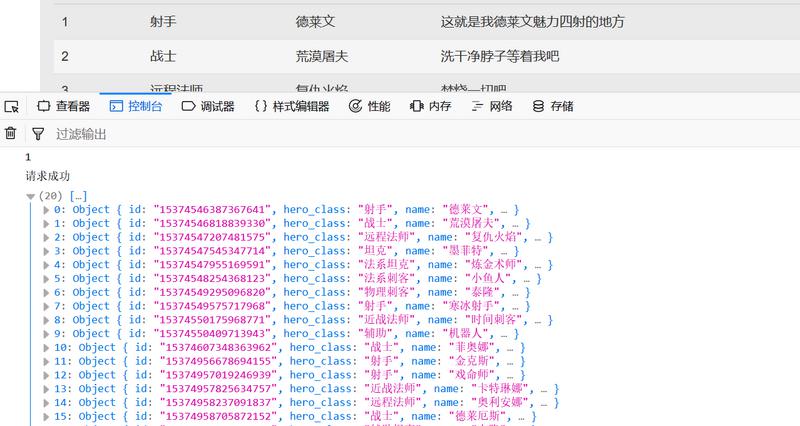 1 射手 德莱文 这就是我德莱文魅力四射的地方
2 战士 荒漠屠夫 洗干净脖子等着我吧
3 远程法师 复仇火焰 焚烧一切吧
查看器 控制台 调试器 样式编辑器 性能 内存 网络 存储
过滤输出
1
请求成功
(20) […]
0: Object { id: "15374546387367641", hero_class: "射手", name: "德莱文", … }
1: Object { id: "15374546818839330", hero_class: "战士", name: "荒漠屠夫", … }
2: Object { id: "15374547207481575", hero_class: "远程法师", name: "复仇火焰", … }
3: Object { id: "15374547545347714", hero_class: "坦克", name: "墨菲特", … }
4: Object { id: "15374547955169591", hero_class: "法系坦克", name: "炼金术师", … }
5: Object { id: "15374548254368123", hero_class: "法系刺客", name: "小鱼人", … }
6: Object { id: "15374549295096820", hero_class: "物理刺客", name: "泰隆", … }
7: Object { id: "15374549575717968", hero_class: "射手", name: "寒冰射手", … }
8: Object { id: "15374550175968771", hero_class: "近战法师", name: "时间刺客", … }
9: Object { id: "15374550409713943", hero_class: "辅助", name: "机器人", … }
10: Object { id: "15374607348363962", hero_class: "战士", name: "菲奥娜", … }
11: Object { id: "15374956678694155", hero_class: "射手", name: "金克斯", … }
12: Object { id: "15374957019246939", hero_class: "射手", name: "戏命师", … }
13: Object { id: "15374957825634757", hero_class: "近战法师", name: "卡特琳娜", … }
14: Object { id: "15374958237091837", hero_class: "远程法师", name: "奥利安娜", … }
15: Object { id: "15374958705872152", hero_class: "战士", name: "德莱厄斯", … }